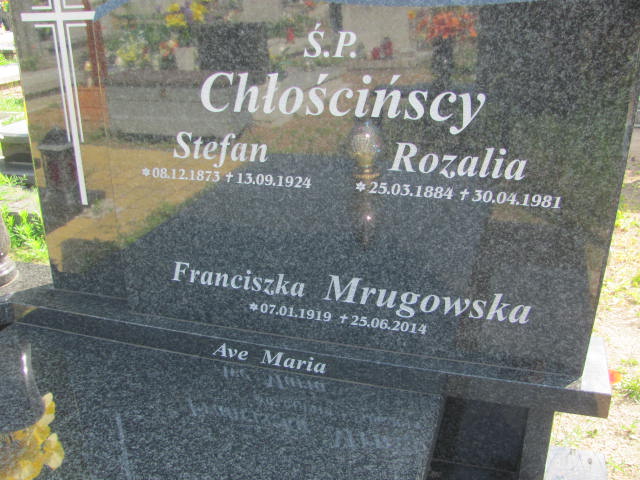 Ś.P.
Chłościńscy
Stefan Rozalia
*08.12.1873 †13.09.1924 *25.03.1884 †30.04.1981
Franciszka Mrugowska
*07.01.1919 †25.06.2014
Ave Maria